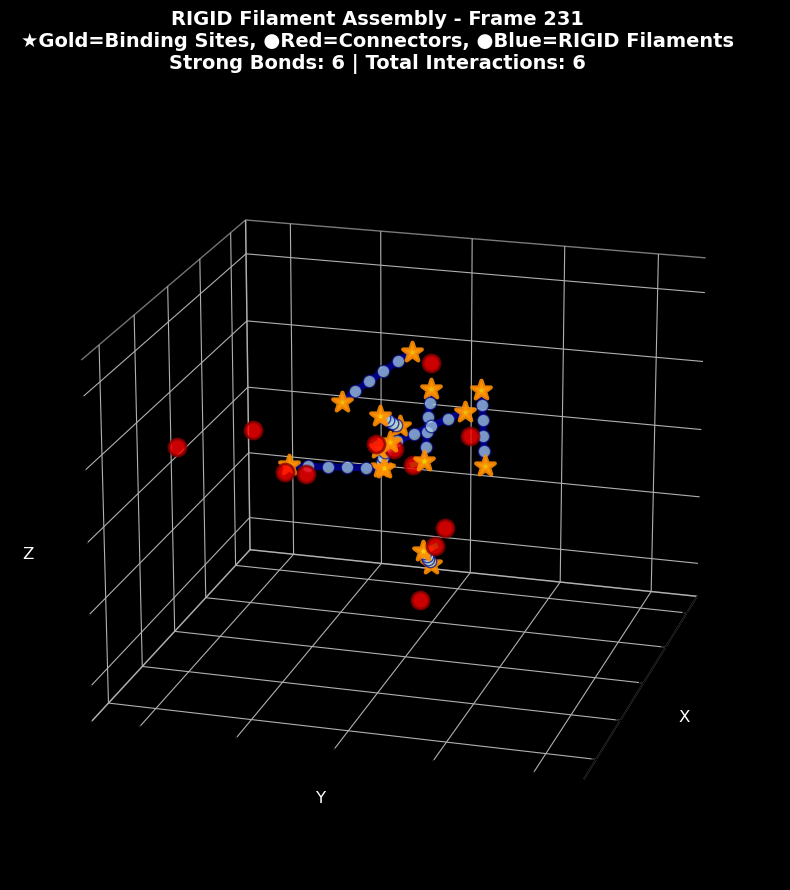 RIGID Filament Assembly - Frame 231
★Gold=Binding Sites, ●Red=Connectors, ●Blue=RIGID Filaments
Strong Bonds: 6 | Total Interactions: 6
Z
X
Y